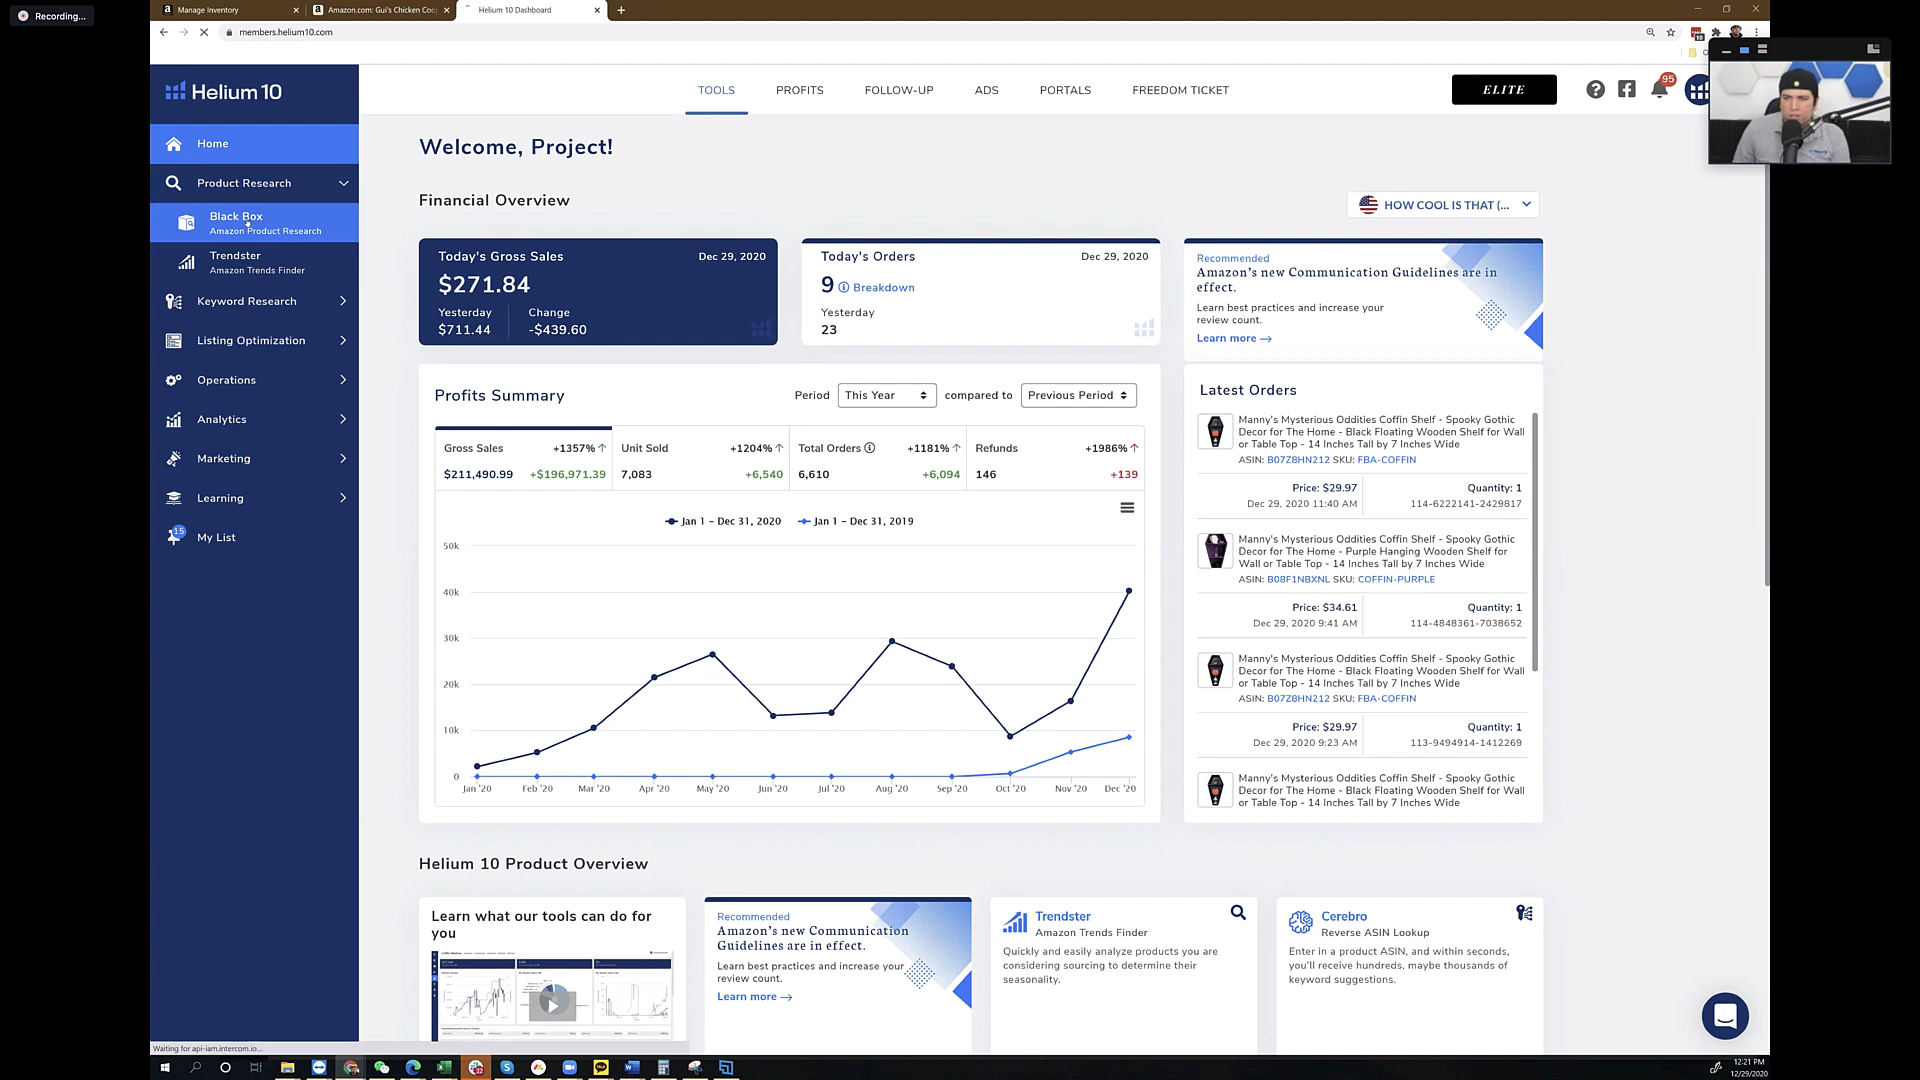 Recording...
Manage Inventory
Amazon.com: Gui's Chicken Coo
Helium 10 Dashboard
members.helium10.com
Helium 10
TOOLS
PROFITS
FOLLOW-UP
ADS
PORTALS
FREEDOM TICKET
ELITE
95
Home
Product Research
Black Box
Amazon Product Research
Trendster
Amazon Trends Finder
Keyword Research
Listing Optimization
Operations
Analytics
Marketing
Learning
15
My List
Welcome, Project!
Financial Overview
HOW COOL IS THAT (...
Today's Gross Sales
Dec 29, 2020
$271.84
Yesterday
Change
$711.44
-$439.60
Today's Orders
Dec 29, 2020
9 Breakdown
Yesterday
23
Recommended
Amazon's new Communication Guidelines are in
effect.
Learn best practices and increase your
review count.
Learn more →
Profits Summary
Period
This Year
compared to
Previous Period
Gross Sales
+1357% ↑
$211,490.99
+$196,971.39
Unit Sold
+1204% ↑
7,083
+6,540
Total Orders
+1181% ↑
6,610
+6,094
Refunds
+1986% ↑
146
+139
Jan 1 – Dec 31, 2020
Jan 1 – Dec 31, 2019
50k
40k
30k
20k
10k
0
Jan '20
Feb '20
Mar '20
Apr '20
May '20
Jun '20
Jul '20
Aug '20
Sep '20
Oct '20
Nov '20
Dec '20
Latest Orders
Manny's Mysterious Oddities Coffin Shelf - Spooky Gothic
Decor for The Home - Black Floating Wooden Shelf for Wall
or Table Top - 14 Inches Tall by 7 Inches Wide
ASIN: B07Z8HN212 SKU: FBA-COFFIN
Price: $29.97
Quantity: 1
Dec 29, 2020 11:40 AM
114-6222141-2429817
Manny's Mysterious Oddities Coffin Shelf - Spooky Gothic
Decor for The Home - Purple Hanging Wooden Shelf for
Wall or Table Top - 14 Inches Tall by 7 Inches Wide
ASIN: B08F1NBXNL SKU: COFFIN-PURPLE
Price: $34.61
Quantity: 1
Dec 29, 2020 9:41 AM
114-4848361-7038652
Manny's Mysterious Oddities Coffin Shelf - Spooky Gothic
Decor for The Home - Black Floating Wooden Shelf for Wall
or Table Top - 14 Inches Tall by 7 Inches Wide
ASIN: B07Z8HN212 SKU: FBA-COFFIN
Price: $29.97
Quantity: 1
Dec 29, 2020 9:23 AM
113-9494914-1412269
Manny's Mysterious Oddities Coffin Shelf - Spooky Gothic
Decor for The Home - Black Floating Wooden Shelf for Wall
or Table Top - 14 Inches Tall by 7 Inches Wide
Helium 10 Product Overview
Learn what our tools can do for
you
Recommended
Amazon's new Communication
Guidelines are in effect.
Learn best practices and increase your
review count.
Learn more →
Trendster
Amazon Trends Finder
Quickly and easily analyze products you are
considering sourcing to determine their
seasonality.
Cerebro
Reverse ASIN Lookup
Enter in a product ASIN, and within seconds,
you'll receive hundreds, maybe thousands of
keyword suggestions.
Waiting for api-iam.intercom.io...
12:21 PM
12/29/2020